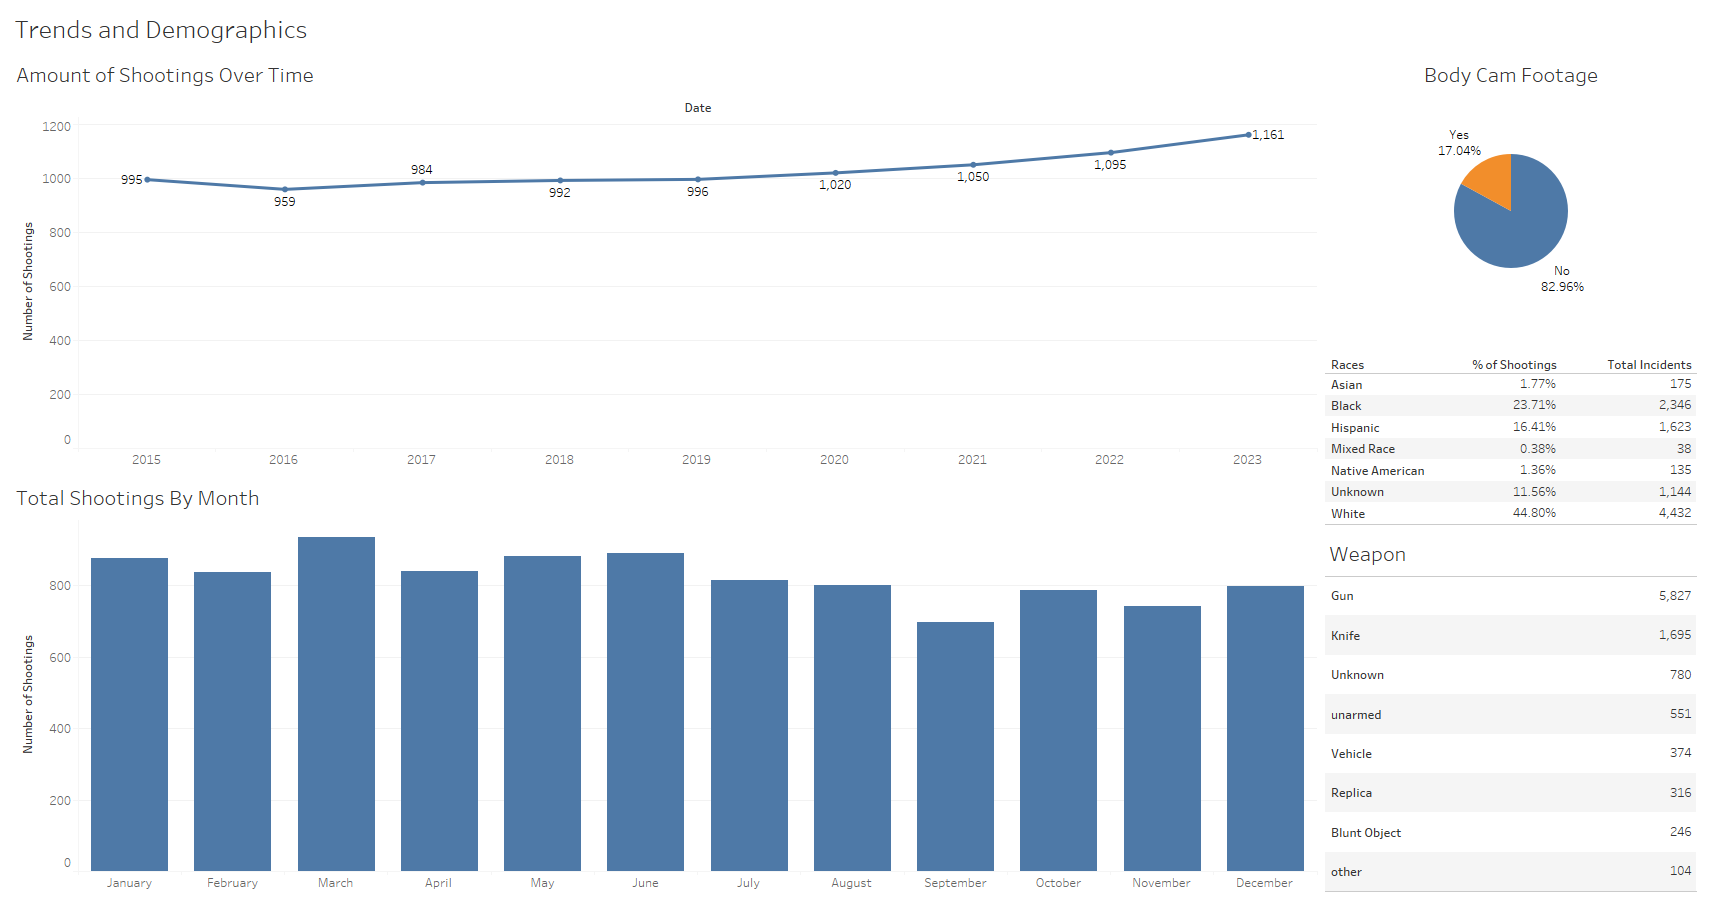 Trends and Demographics
Amount of Shootings Over Time
Date
Number of Shootings
1200
1000
800
600
400
200
0
995
959
984
992
996
1,020
1,050
1,095
1,161
2015 2016 2017 2018 2019 2020 2021 2022 2023
Total Shootings By Month
Number of Shootings
800
600
400
200
0
January February March April May June July August September October November December
Body Cam Footage
Yes
17.04%
No
82.96%
Races % of Shootings Total Incidents
Asian 1.77% 175
Black 23.71% 2,346
Hispanic 16.41% 1,623
Mixed Race 0.38% 38
Native American 1.36% 135
Unknown 11.56% 1,144
White 44.80% 4,432
Weapon
Gun 5,827
Knife 1,695
Unknown 780
unarmed 551
Vehicle 374
Replica 316
Blunt Object 246
other 104